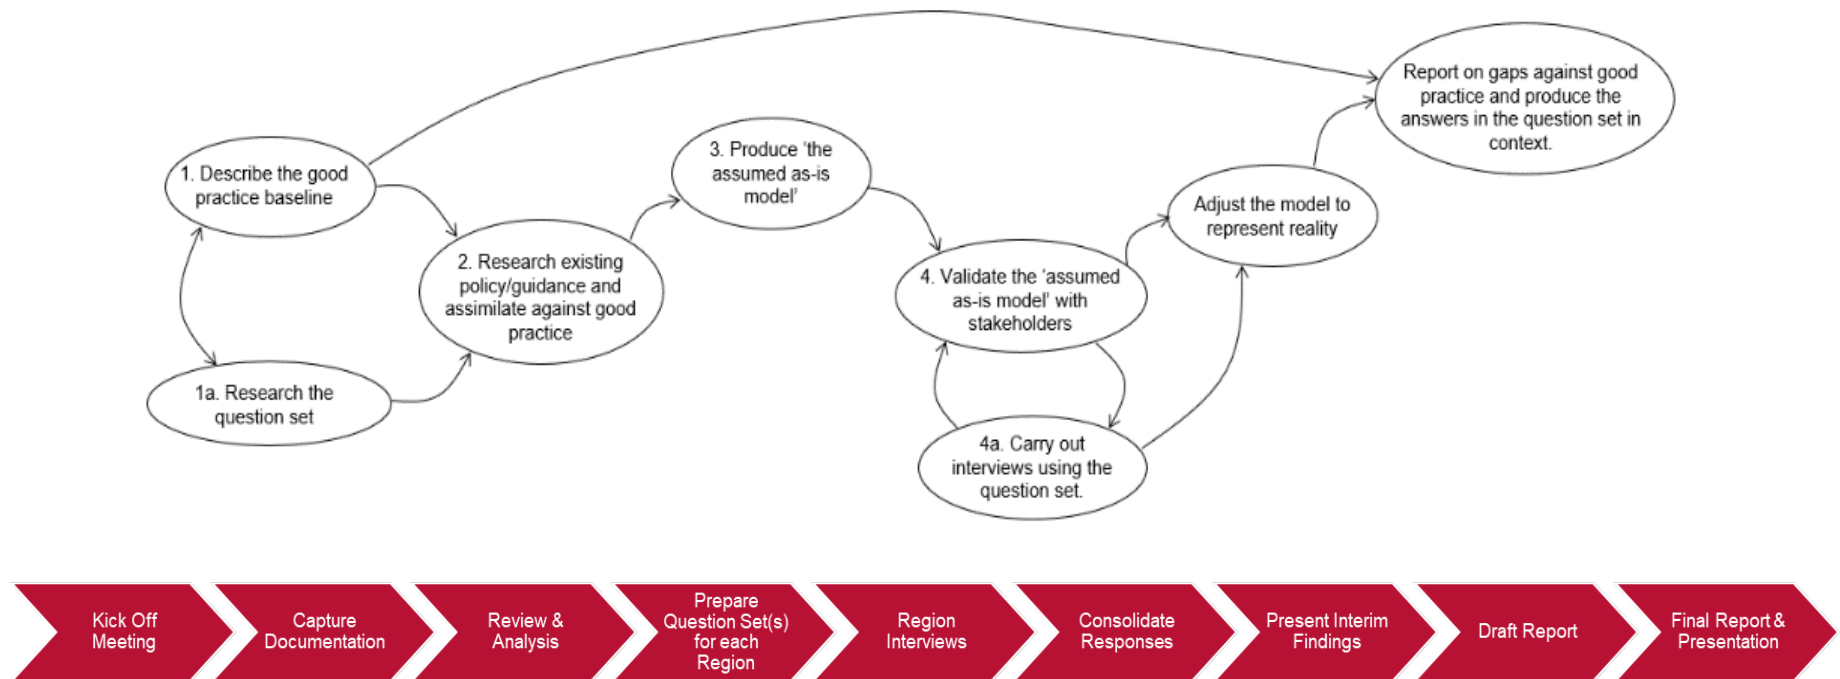 Report on gaps against good
practice and produce the
answers in the question set in
context.
1. Describe the good
practice baseline
3. Produce ‘the
assumed as-is
model’
Adjust the model to
represent reality
2. Research existing
policy/guidance and
assimilate against good
practice
4. Validate the ‘assumed
as-is model’ with
stakeholders
1a. Research the
question set
4a. Carry out
interviews using the
question set.
Kick Off
Meeting
Capture
Documentation
Review &
Analysis
Prepare
Question Set(s)
for each
Region
Region
Interviews
Consolidate
Responses
Present Interim
Findings
Draft Report
Final Report &
Presentation